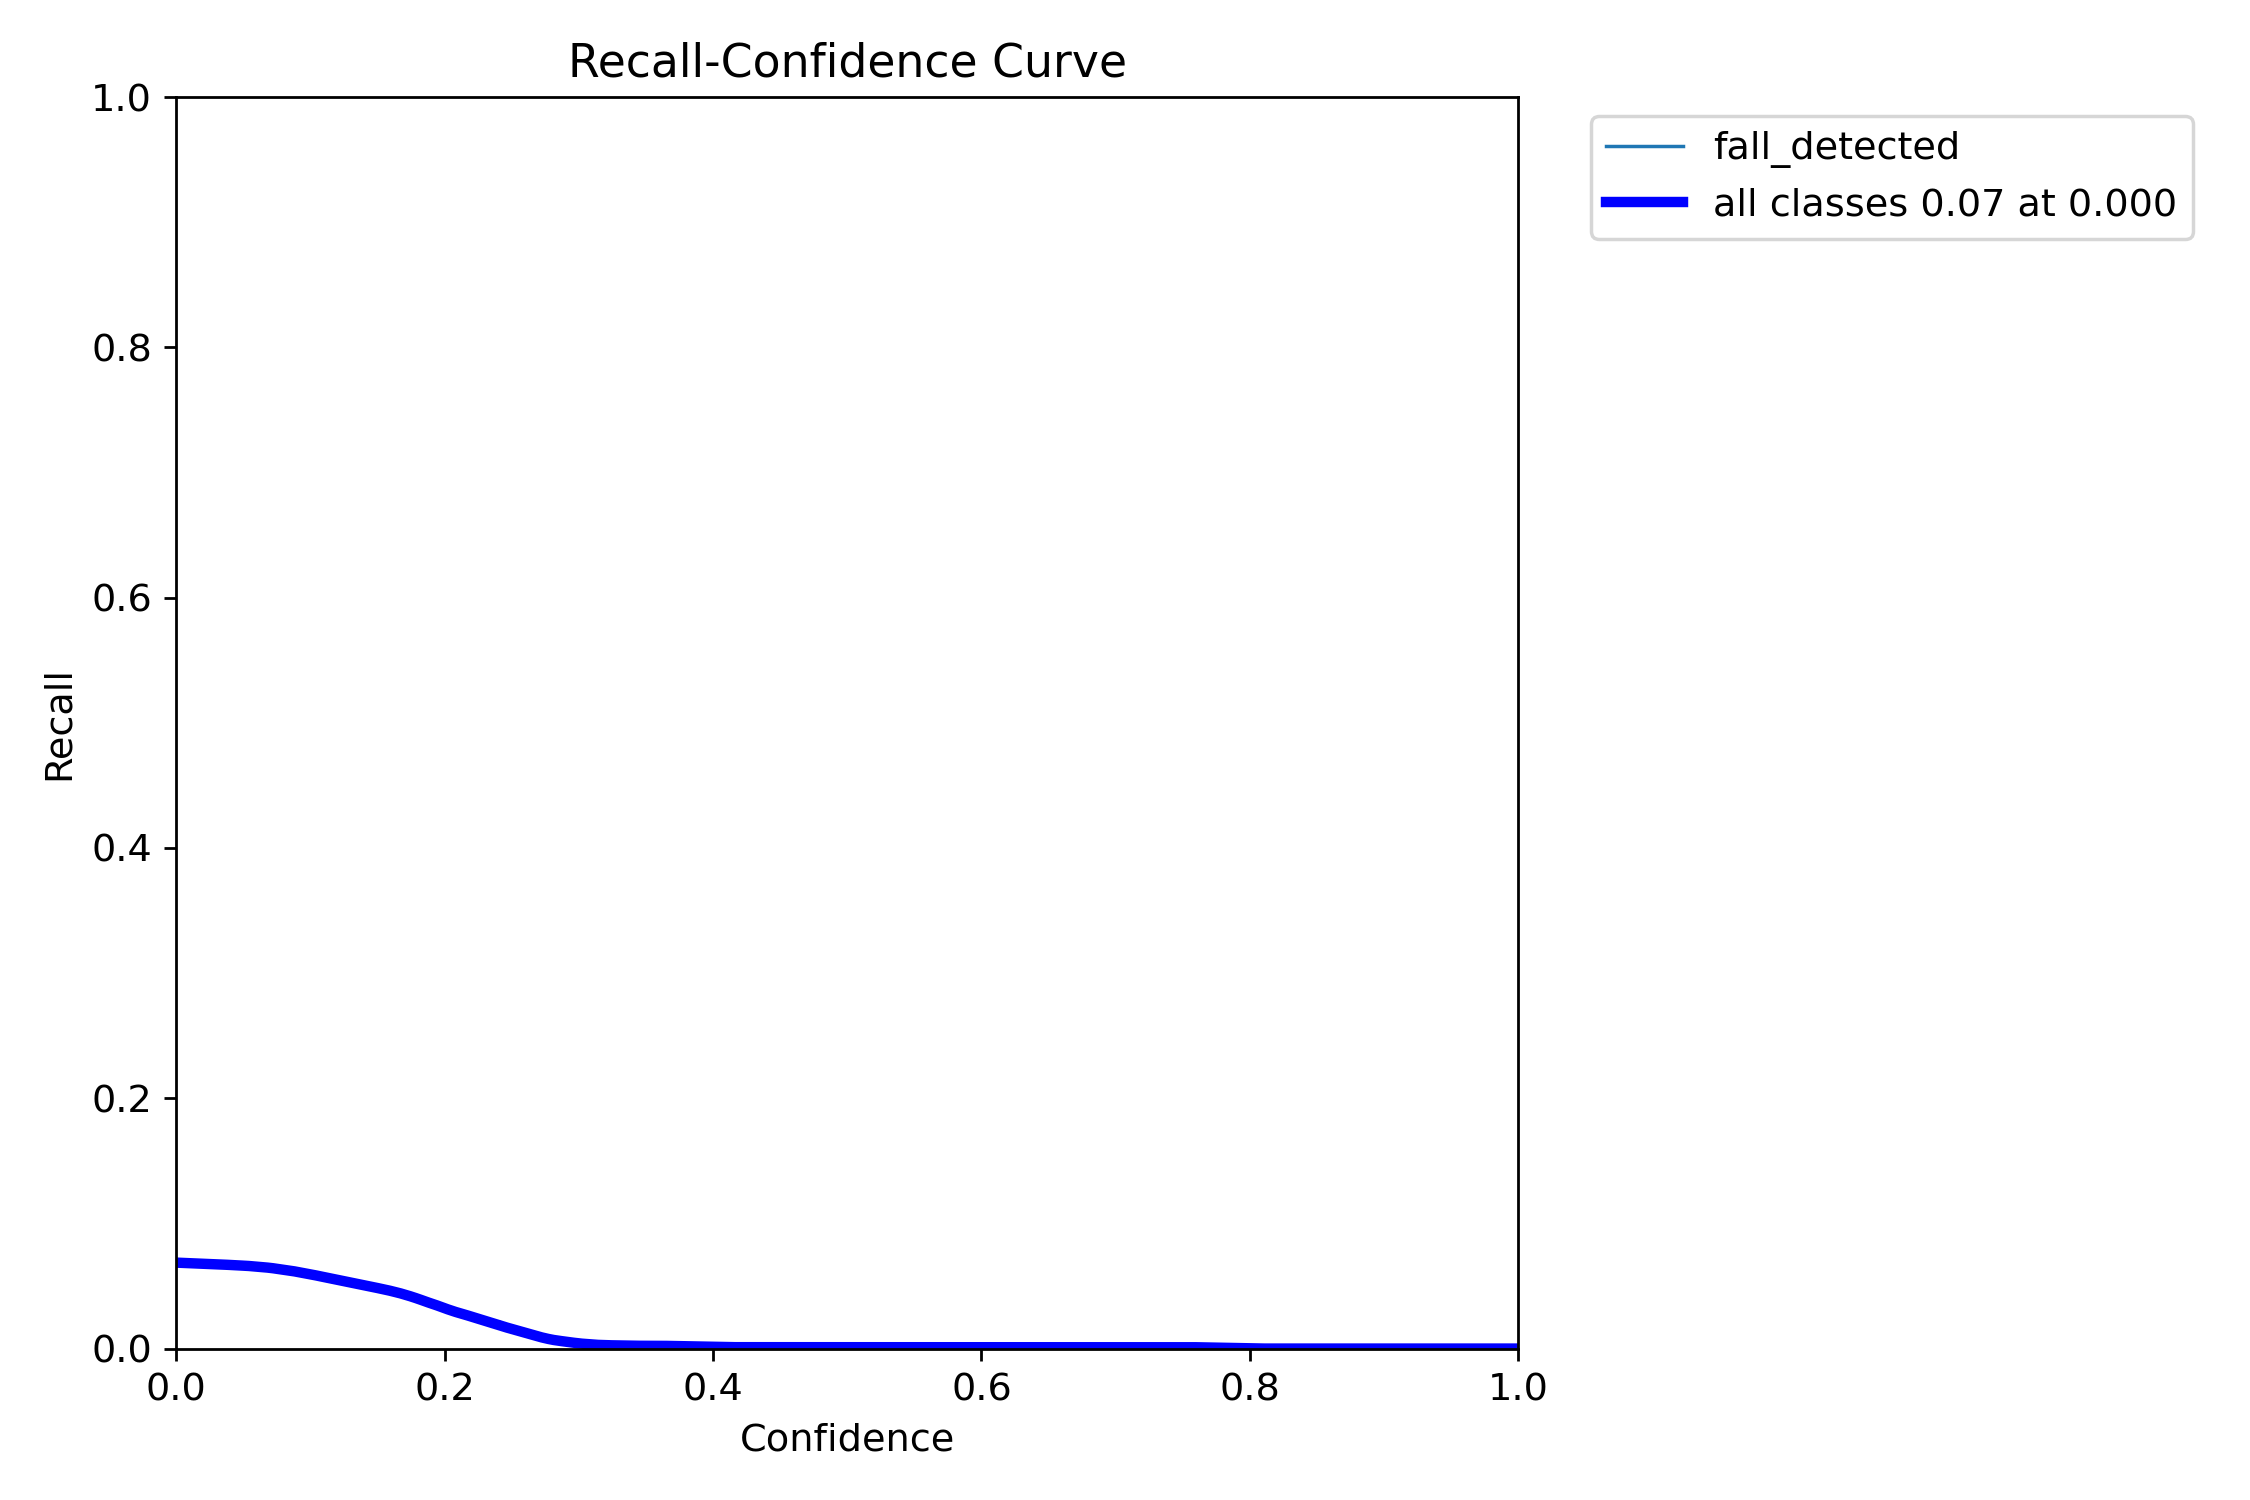 Recall-Confidence Curve
1.0
0.8
0.6
0.4
0.2
0.0
Recall
0.0 0.2 0.4 0.6 0.8 1.0
Confidence
fall_detected
all classes 0.07 at 0.000